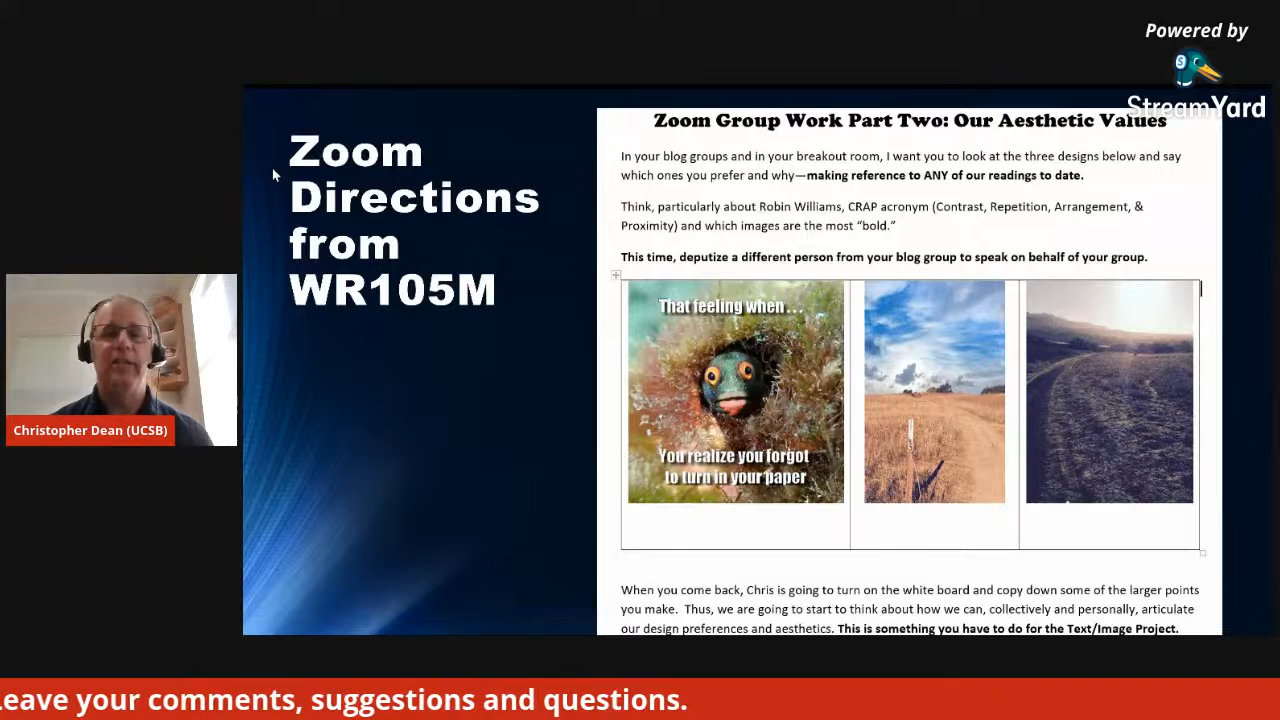 Powered by
StreamYard
Zoom
Directions
from
WR105M
Zoom Group Work Part Two: Our Aesthetic Values
In your blog groups and in your breakout room, I want you to look at the three designs below and say
which ones you prefer and why—making reference to ANY of our readings to date.
Think, particularly about Robin Williams, CRAP acronym (Contrast, Repetition, Arrangement, &
Proximity) and which images are the most “bold.”
This time, deputize a different person from your blog group to speak on behalf of your group.
That feeling when . . .
You realize you forgot
to turn in your paper
When you come back, Chris is going to turn on the white board and copy down some of the larger points
you make. Thus, we are going to start to think about how we can, collectively and personally, articulate
our design preferences and aesthetics. This is something you have to do for the Text/Image Project.
Christopher Dean (UCSB)
Leave your comments, suggestions and questions.